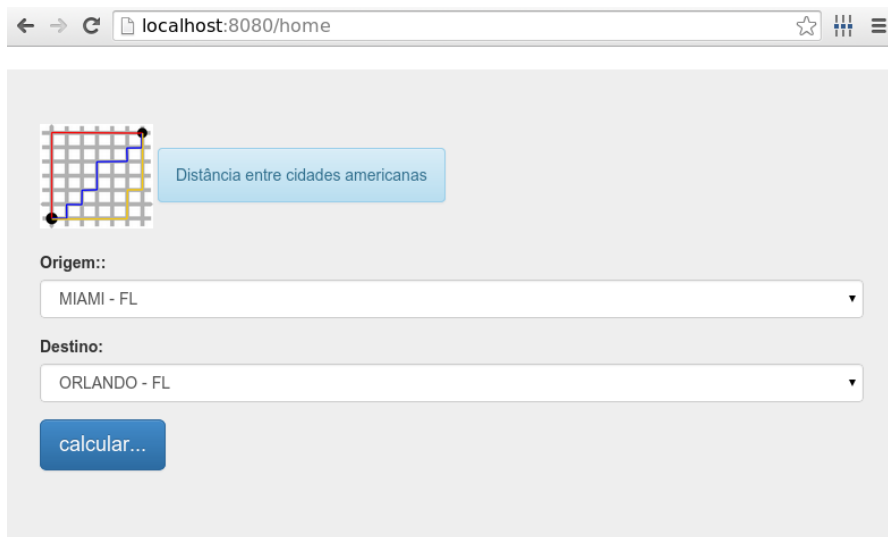 localhost:8080/home
Distância entre cidades americanas
Origem::
MIAMI - FL
Destino:
ORLANDO - FL
calcular...